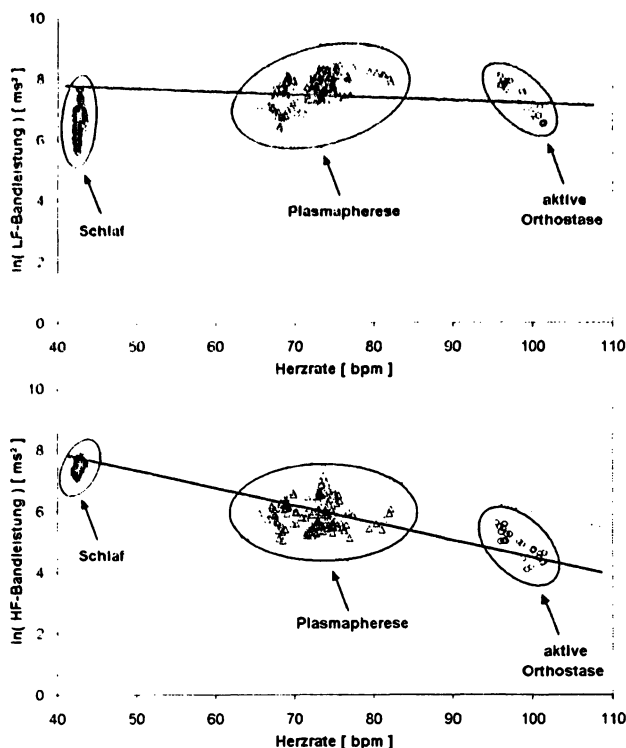 ln( LF-Bandleistung ) [ ms² ]
10
8
6
4
2
0
Schlaf
Plasmapherese
aktive
Orthostase
40 50 60 70 80 90 100 110
Herzrate [ bpm ]
ln( HF-Bandleistung ) [ ms² ]
10
8
6
4
2
0
Schlaf
Plasmapherese
aktive
Orthostase
40 50 60 70 80 90 100 110
Herzrate [ bpm ]